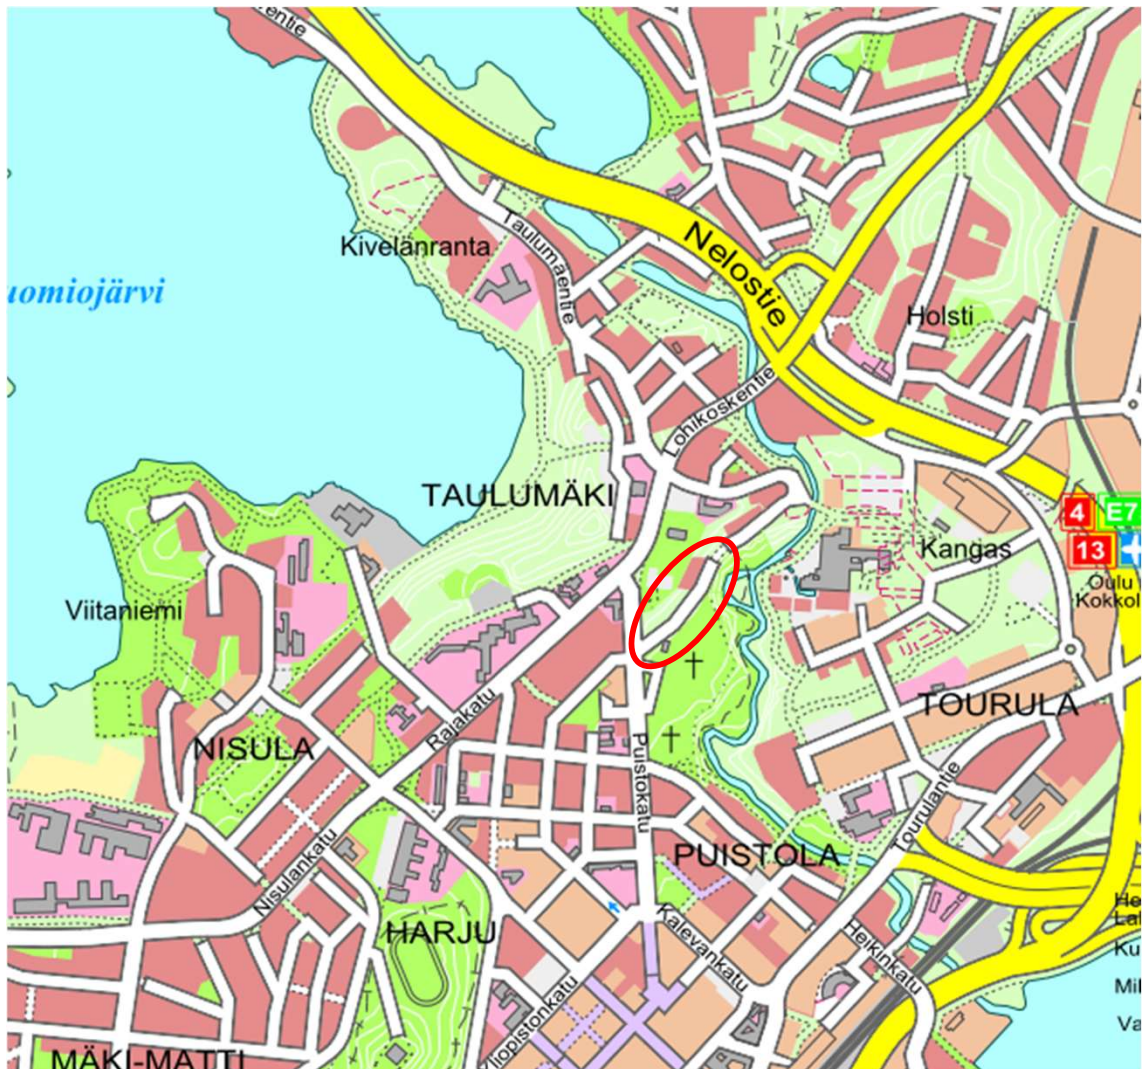 Taulumäentie
Kivelänranta
Nelostie
uomiojärvi
Holsti
Lohikoskentie
TAULUMÄKI
4 E7
13
Kangas
Oulu
Kokkol
Viitaniemi
TOURULA
Rajakatu
NISULA
Puistokatu
Tourulantie
PUISTOLA
Nisulankatu
HARJU
Kalevankatu
Heikinkatu
Yliopistonkatu
MÄKI-MATTI